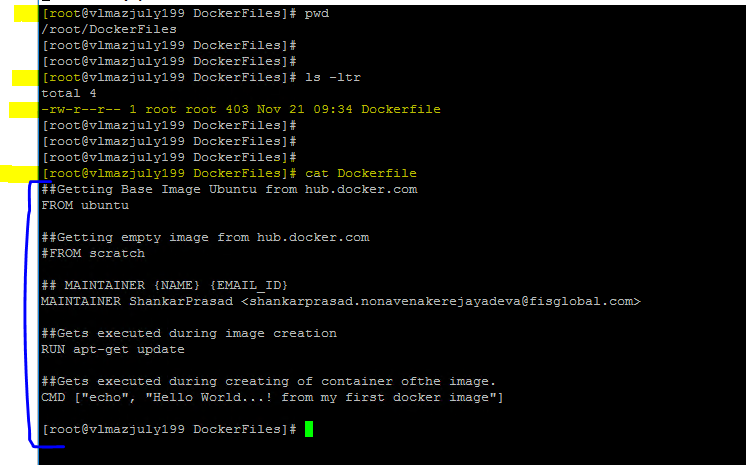 [root@vlmazjuly199 DockerFiles]# pwd
/root/DockerFiles
[root@vlmazjuly199 DockerFiles]#
[root@vlmazjuly199 DockerFiles]#
[root@vlmazjuly199 DockerFiles]# ls -ltr
total 4
-rw-r--r-- 1 root root 403 Nov 21 09:34 Dockerfile
[root@vlmazjuly199 DockerFiles]#
[root@vlmazjuly199 DockerFiles]#
[root@vlmazjuly199 DockerFiles]#
[root@vlmazjuly199 DockerFiles]# cat Dockerfile
##Getting Base Image Ubuntu from hub.docker.com
FROM ubuntu
##Getting empty image from hub.docker.com
#FROM scratch
## MAINTAINER {NAME} {EMAIL_ID}
MAINTAINER ShankarPrasad <shankarprasad.nonavenakerejayadeva@fisglobal.com>
##Gets executed during image creation
RUN apt-get update
##Gets executed during creating of container ofthe image.
CMD ["echo", "Hello World...! from my first docker image"]
[root@vlmazjuly199 DockerFiles]#